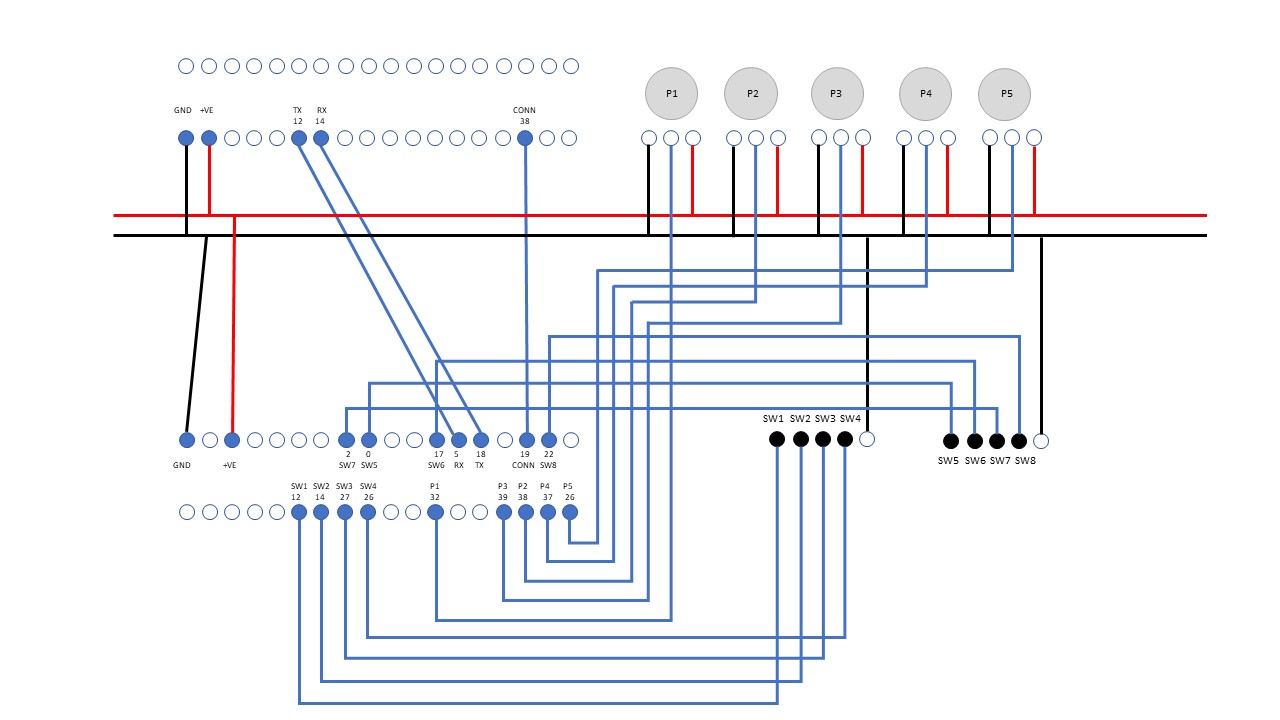 P1 P2 P3 P4 P5
GND +VE TX RX CONN
12 14 38
SW1 SW2 SW3 SW4
2 0 17 5 18 19 22
SW7 SW5 SW6 RX TX CONN SW8
GND +VE
SW5 SW6 SW7 SW8
SW1 SW2 SW3 SW4 P1 P3 P2 P4 P5
12 14 27 26 32 39 38 37 26